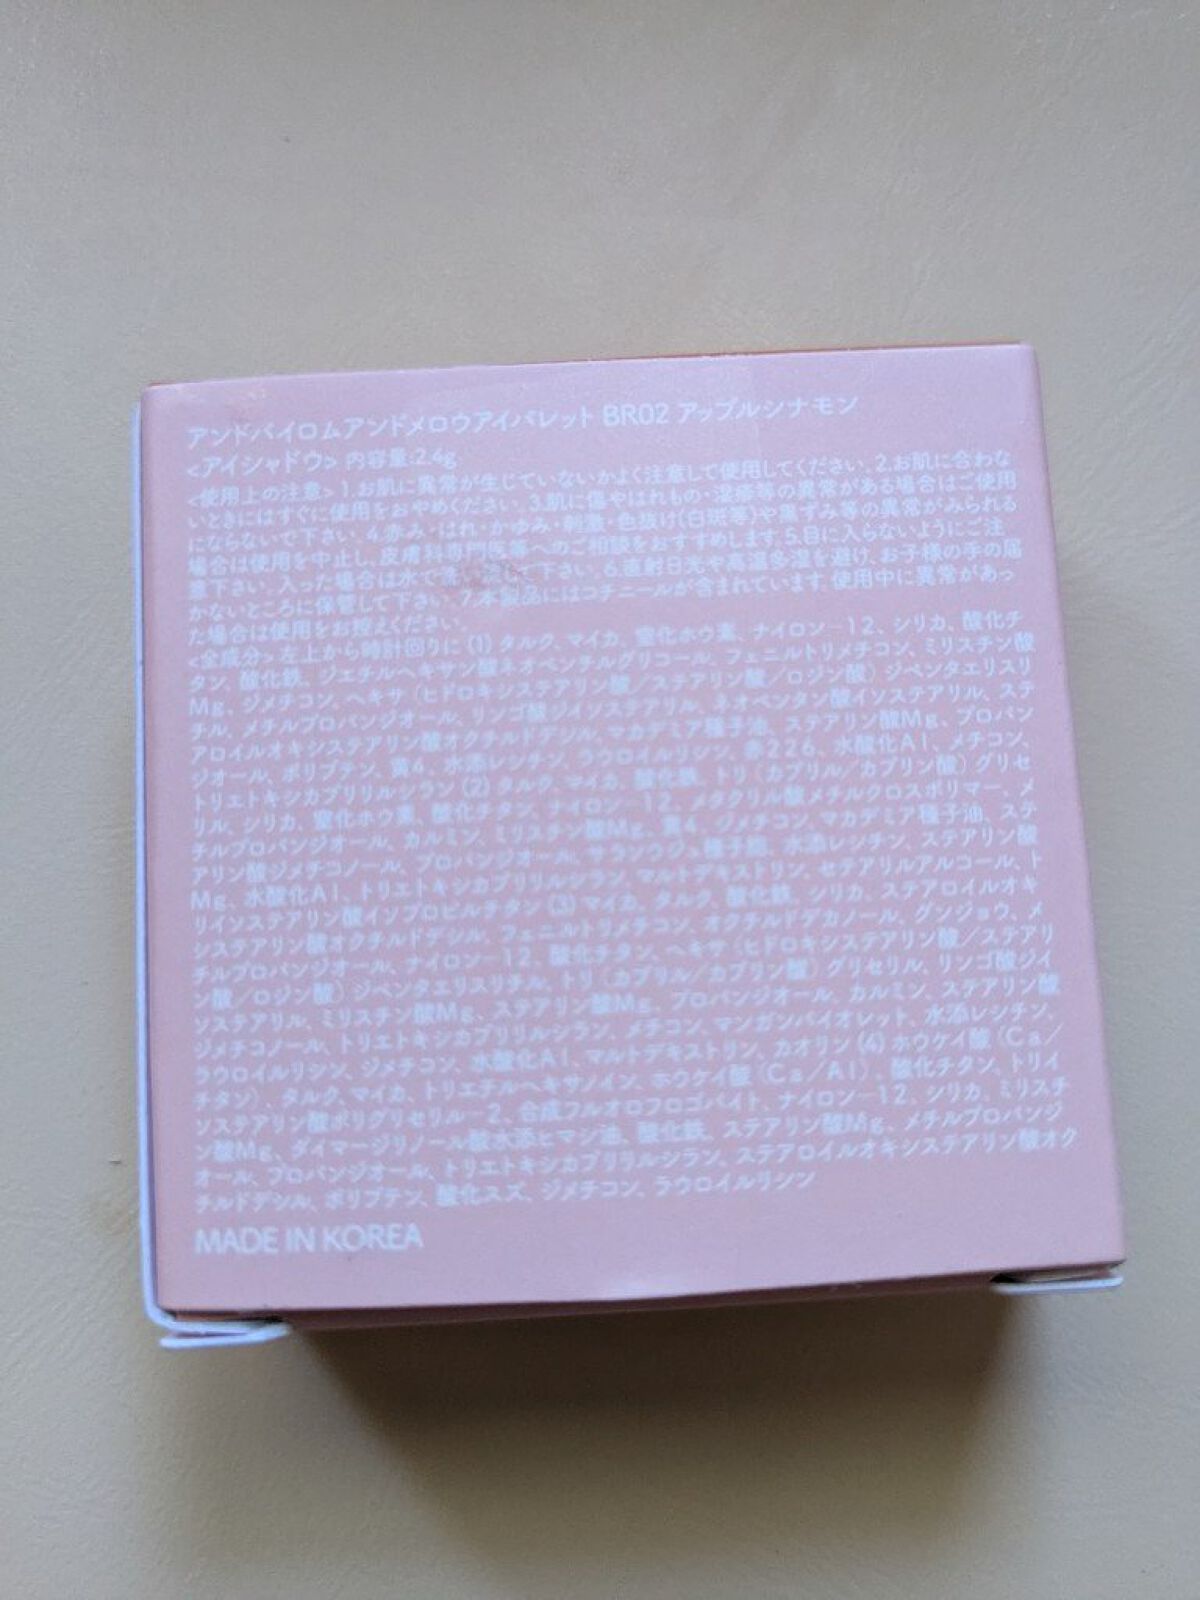 アンドバイロムアンドメロウアイパレット BR02 アップルシナモン
<アイシャドウ> 内容量:2.4g
<使用上の注意> 1.お肌に異常が生じていないかよく注意して使用してください。2.お肌に合わな
いときにはすぐに使用をおやめください。3.肌に傷やはれもの・湿疹等の異常がある場合はご使用
にならないで下さい。4.赤み・はれ・かゆみ・刺激・色抜け(白斑等)や黒ずみ等の異常がみられる
場合は使用を中止し、皮膚科専門医等へのご相談をおすすめします。5.目に入らないようにご注
意下さい。入った場合は水で 下さい。6.直射日光や高温多湿を避け、お子様の手の届
かないところに保管して下さい。7.本製品にはコチニールが含まれています。使用中に異常があっ
た場合は使用をお控えください。
<全成分> 左上から時計回りに (1) タルク、マイカ、窒化ホウ素、ナイロン-12、シリカ、酸化チ
タン、酸化鉄、ジエチルヘキサン酸ネオペンチルグリコール、フェニルトリメチコン、ミリスチン酸
Mg、ジメチコン、ヘキサ (ヒドロキシステアリン酸/ステアリン酸/ロジン酸) ジペンタエリスリ
チル、メチルプロパンジオール、リンゴ酸ジイソステアリル、ネオペンタン酸イソステアリル、ステ
アロイルオキシステアリン酸オクチルドデシル、マカデミア種子油、ステアリン酸Mg、プロパン
ジオール、ポリブテン、黄4、水添レシチン、ラウロイルリシン、赤226、水酸化Al、メチコン、
トリエトキシカプリリルシラン (2) タルク、マイカ、酸化鉄、トリ (カプリル/カプリン酸) グリセ
リル、シリカ、窒化ホウ素、酸化チタン、ナイロン-12、メタクリル酸メチルクロスポリマー、メ
チルプロパンジオール、カルミン、ミリスチン酸Mg、黄4、ジメチコン、マカデミア種子油、ステ
アリン酸ジメチコノール、プロパンジオール、サラソウジュ種子脂、水添レシチン、ステアリン酸
Mg、水酸化Al、トリエトキシカプリリルシラン、マルトデキストリン、セテアリルアルコール、ト
リイソステアリン酸イソプロピルチタン (3) マイカ、タルク、酸化鉄、シリカ、ステアロイルオキ
システアリン酸オクチルドデシル、フェニルトリメチコン、オクチルドデカノール、グンジョウ、メ
チルプロパンジオール、ナイロン-12、酸化チタン、ヘキサ (ヒドロキシステアリン酸/ステアリ
ン酸/ロジン酸) ジペンタエリスリチル、トリ (カプリル/カプリン酸) グリセリル、リンゴ酸ジイ
ソステアリル、ミリスチン酸Mg、ステアリン酸Mg、プロパンジオール、カルミン、ステアリン酸
ジメチコノール、トリエトキシカプリリルシラン、メチコン、マンガンバイオレット、水添レシチン、
ラウロイルリシン、ジメチコン、水酸化Al、マルトデキストリン、カオリン (4) ホウケイ酸 (Ca/
チタン)、タルク、マイカ、トリエチルヘキサノイン、ホウケイ酸 (Ca/Al)、酸化チタン、トリイ
ソステアリン酸ポリグリセリル-2、合成フルオロフロゴパイト、ナイロン-12、シリカ、ミリスチ
ン酸Mg、ダイマージリノール酸水添ヒマシ油、酸化鉄、ステアリン酸Mg、メチルプロパンジ
オール、プロパンジオール、トリエトキシカプリリルシラン、ステアロイルオキシステアリン酸オク
チルドデシル、ポリブテン、酸化スズ、ジメチコン、ラウロイルリシン
MADE IN KOREA